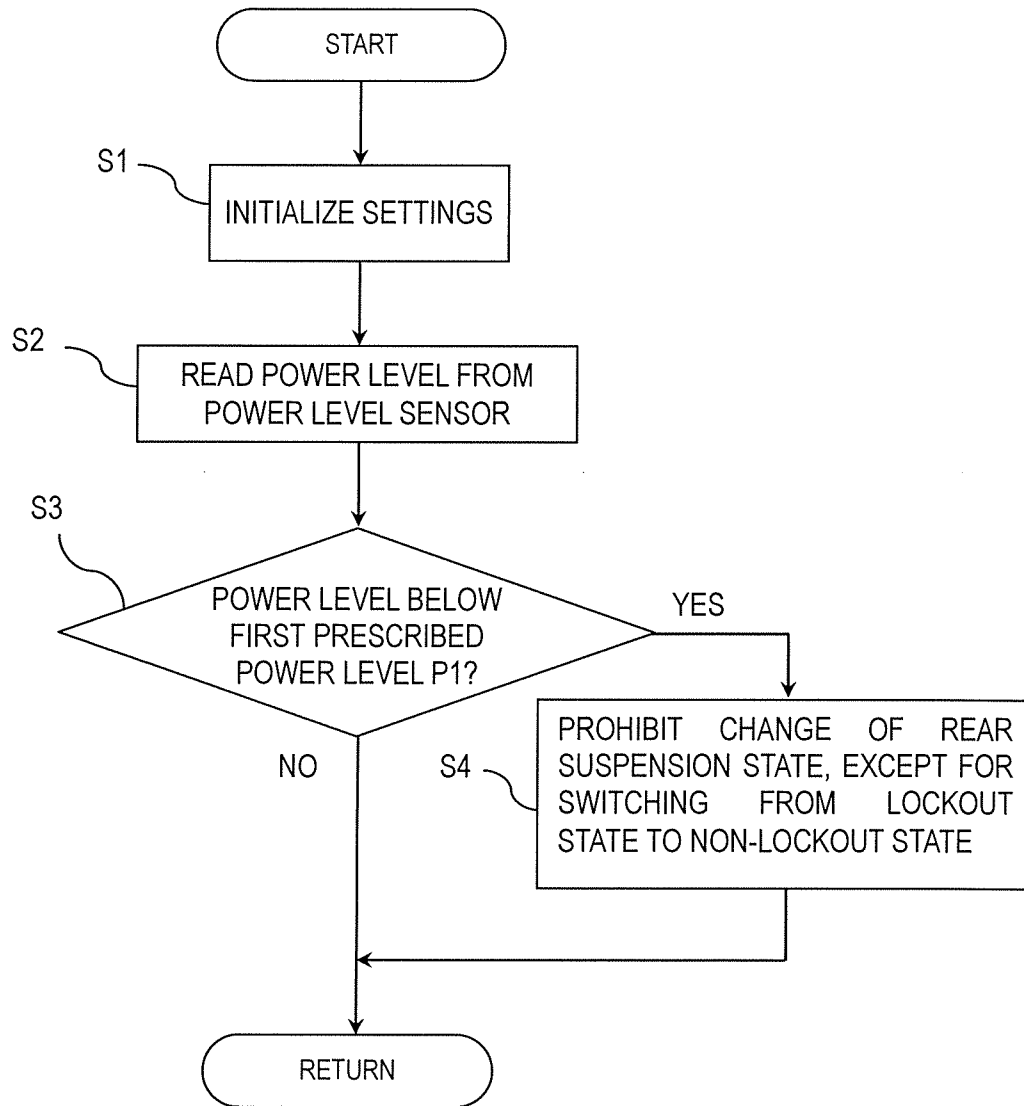 START
S1
INITIALIZE SETTINGS
S2
READ POWER LEVEL FROM
POWER LEVEL SENSOR
S3
POWER LEVEL BELOW
FIRST PRESCRIBED
POWER LEVEL P1?
YES
NO
S4
PROHIBIT CHANGE OF REAR
SUSPENSION STATE, EXCEPT FOR
SWITCHING FROM LOCKOUT
STATE TO NON-LOCKOUT STATE
RETURN